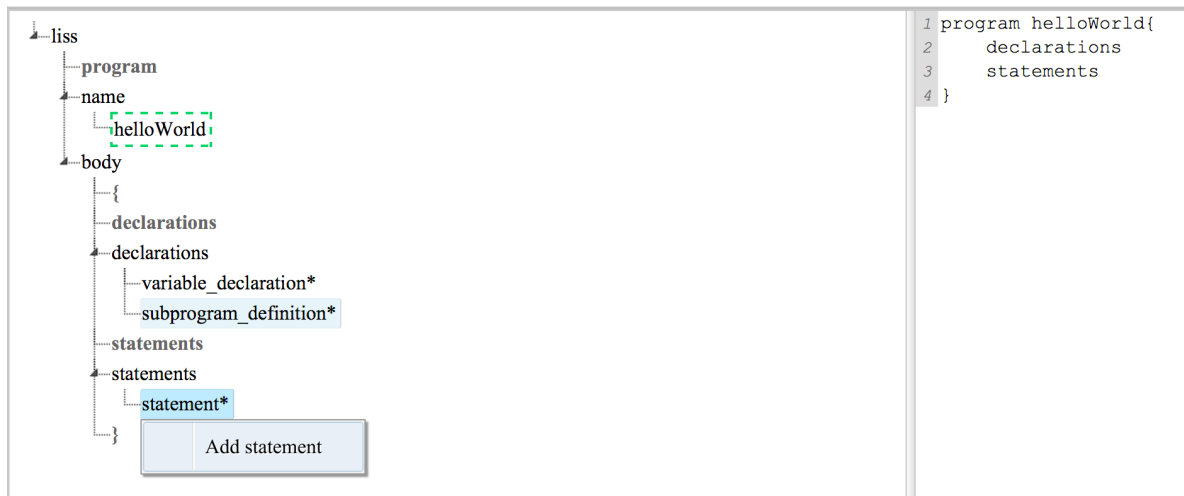 liss
program
name
helloWorld
body
{
declarations
declarations
variable_declaration*
subprogram_definition*
statements
statements
statement*
}
Add statement
1 program helloWorld{
2 declarations
3 statements
4 }